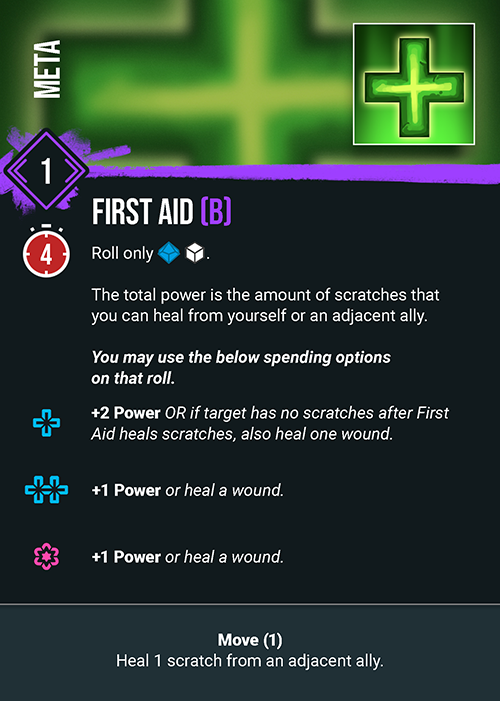 META
1
FIRST AID (B)
4
Roll only .
The total power is the amount of scratches that
you can heal from yourself or an adjacent ally.
You may use the below spending options
on that roll.
+2 Power OR if target has no scratches after First
Aid heals scratches, also heal one wound.
+1 Power or heal a wound.
+1 Power or heal a wound.
Move (1)
Heal 1 scratch from an adjacent ally.